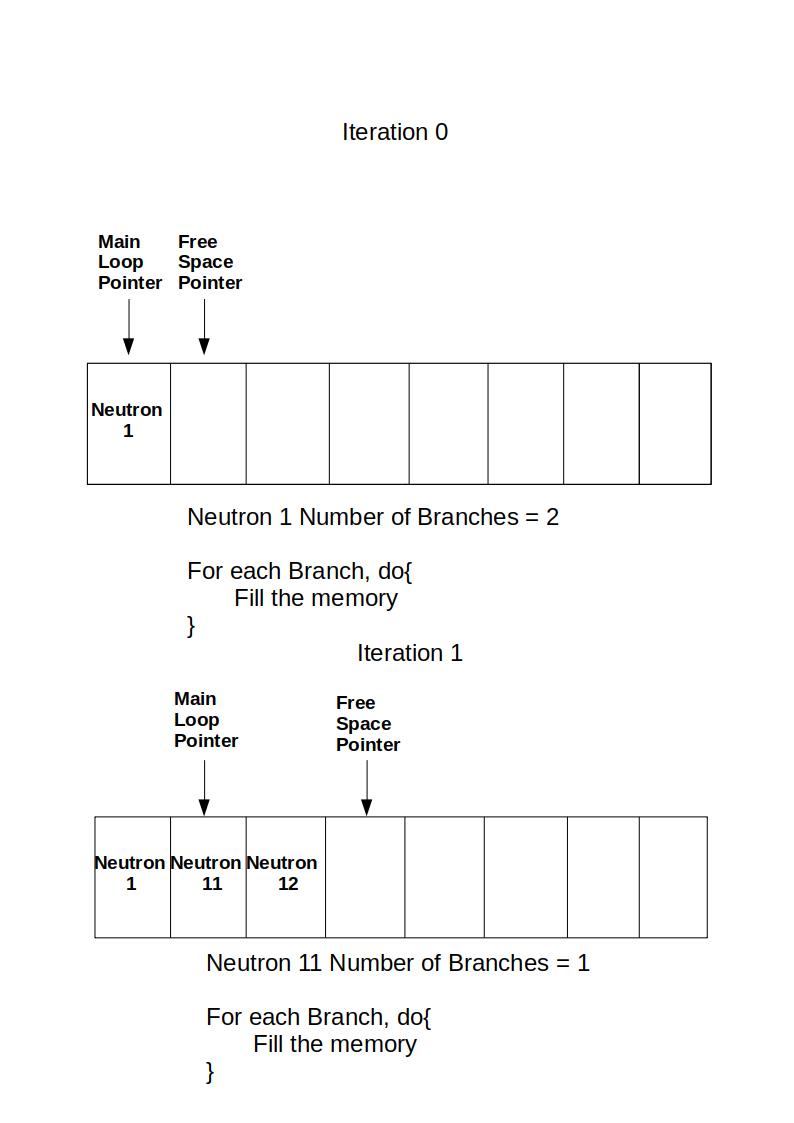 Iteration 0
Main
Loop
Pointer
Free
Space
Pointer
Neutron
1
Neutron 1 Number of Branches = 2
For each Branch, do{
Fill the memory
}
Iteration 1
Main
Loop
Pointer
Free
Space
Pointer
Neutron
1
Neutron
11
Neutron
12
Neutron 11 Number of Branches = 1
For each Branch, do{
Fill the memory
}